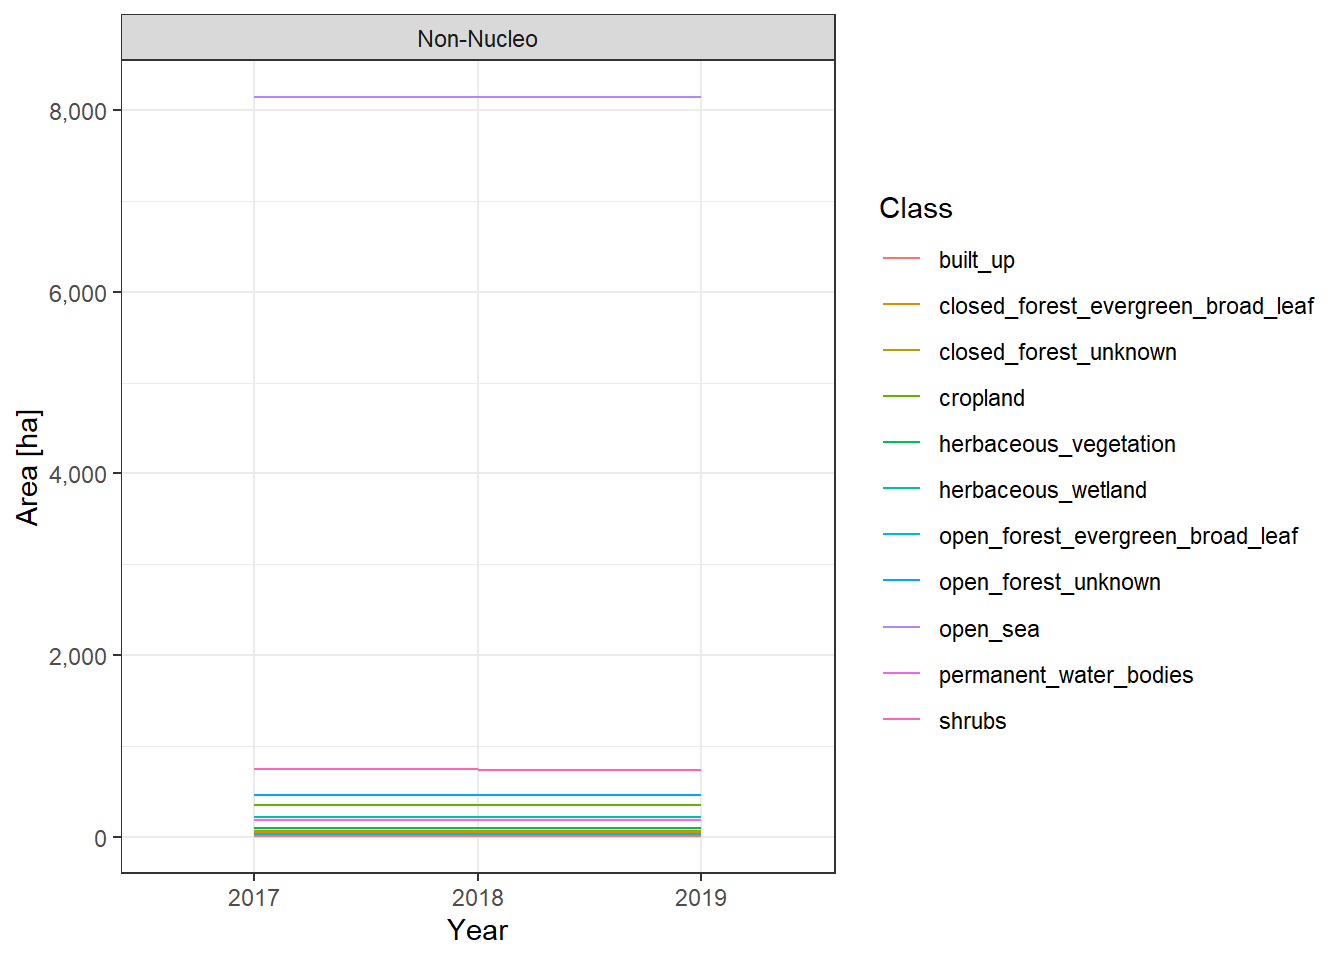 Non-Nucleo
8,000
6,000
4,000
2,000
0
Area [ha]
2017 2018 2019
Year
Class
built_up
closed_forest_evergreen_broad_leaf
closed_forest_unknown
cropland
herbaceous_vegetation
herbaceous_wetland
open_forest_evergreen_broad_leaf
open_forest_unknown
open_sea
permanent_water_bodies
shrubs